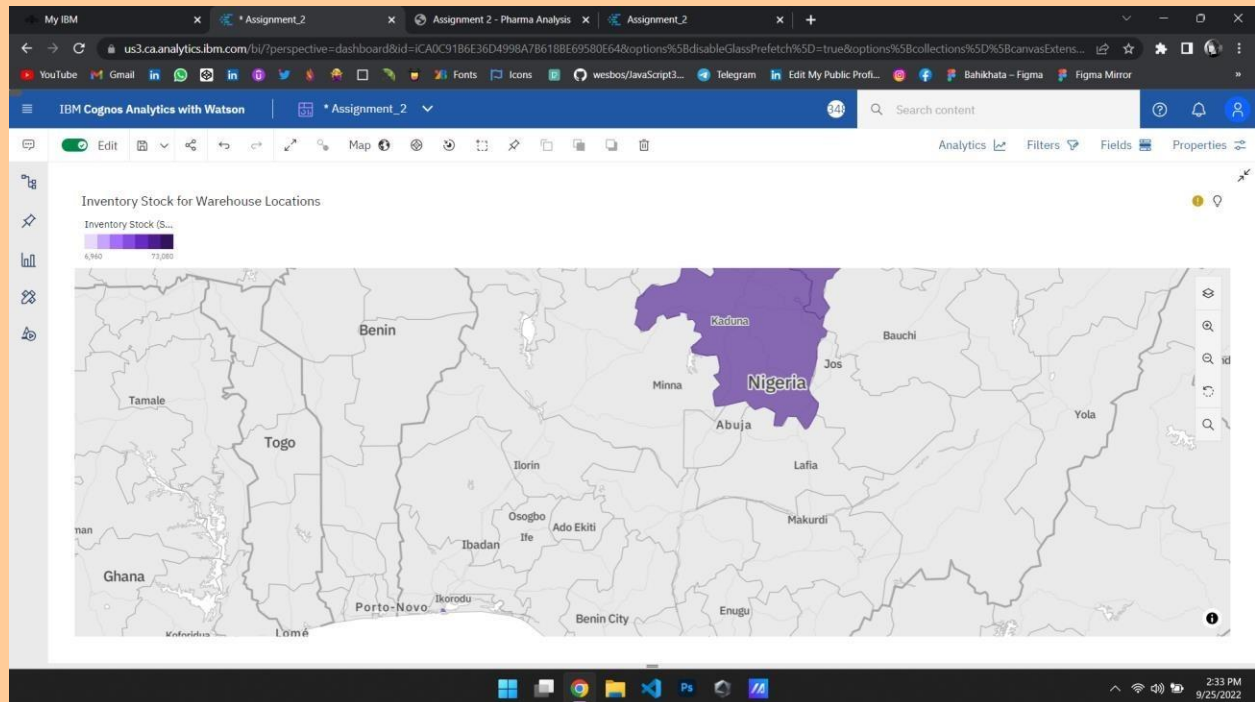 My IBM
* Assignment_2
Assignment 2 - Pharma Analysis
Assignment_2
us3.ca.analytics.ibm.com/bi/?perspective=dashboard&id=iCA0C91B6E36D4998A7B618BE69580E64&options%5BdisableGlassPrefetch%5D=true&options%5Bcollections%5D%5BcanvasExtens...
YouTube
Gmail
Fonts
Icons
wesbos/JavaScript3...
Telegram
Edit My Public Profi...
Bahikhata – Figma
Figma Mirror
»
IBM Cognos Analytics with Watson
* Assignment_2
Search content
Edit
Map
Analytics
Filters
Fields
Properties
Inventory Stock for Warehouse Locations
Inventory Stock (S...
6,960
73,080
Kaduna
Benin
Bauchi
Jos
Minna
Nigeria
Tamale
Yola
Abuja
Togo
Ilorin
Lafia
Osogbo
Ado Ekiti
Makurdi
Ife
Ibadan
Ghana
Ikorodu
Porto-Novo
Enugu
Benin City
Koforidua
Lomé
Ps
2:33 PM
9/25/2022